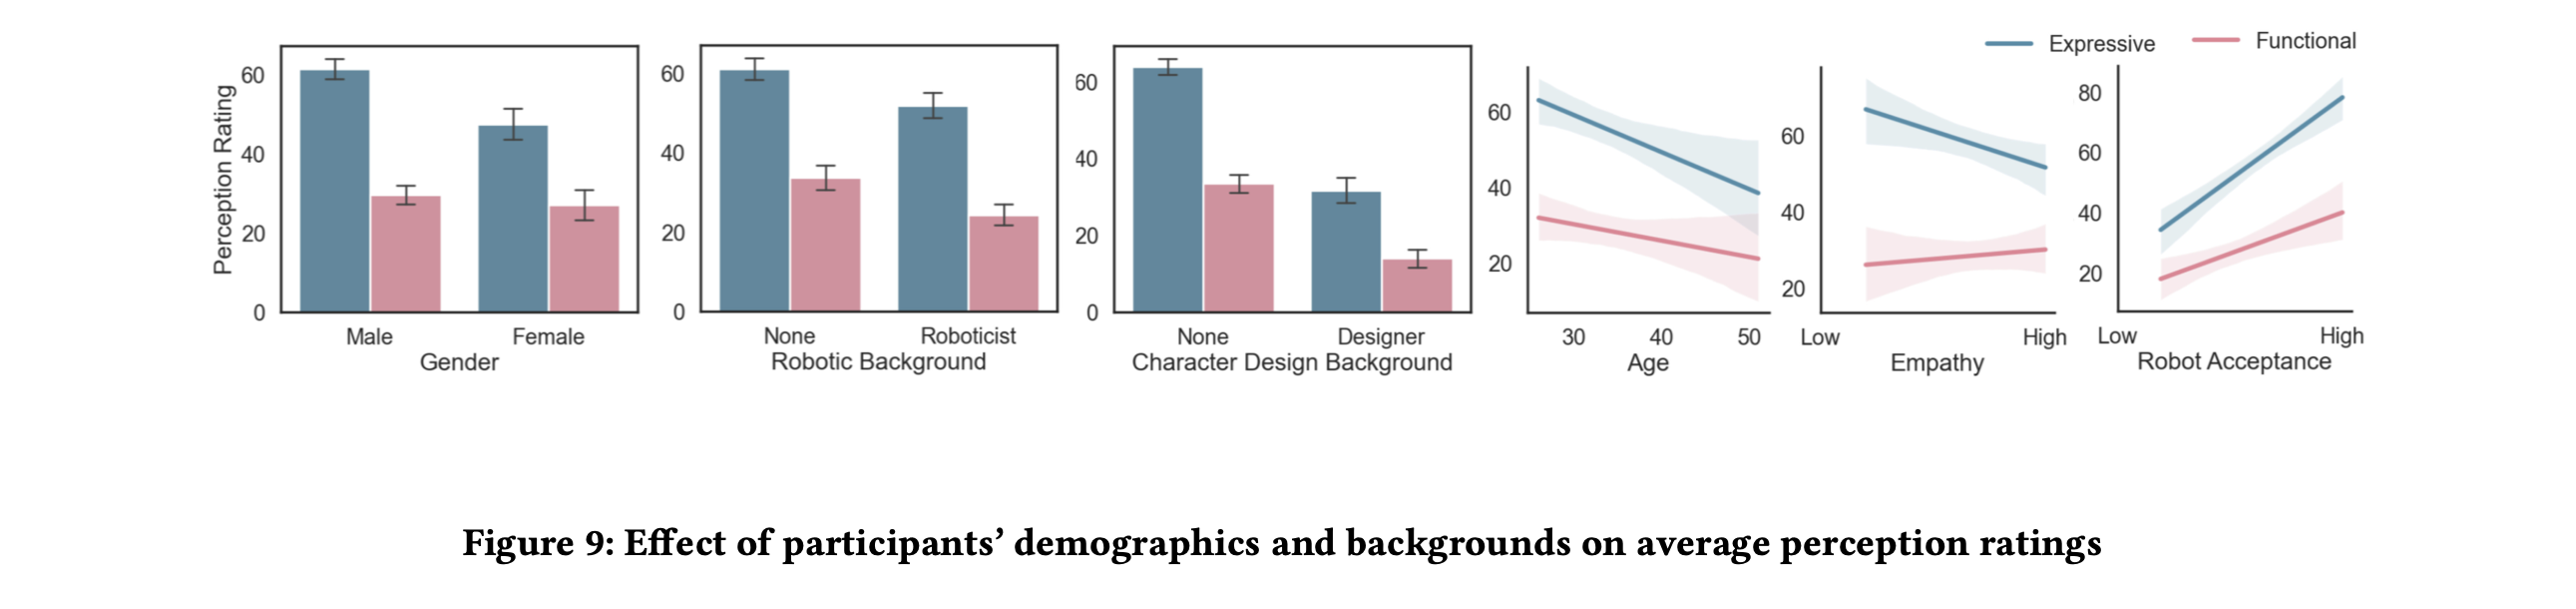 Expressive
Functional
Perception Rating
60
40
20
0
Male
Female
Gender
60
40
20
0
None
Roboticist
Robotic Background
60
40
20
0
None
Designer
Character Design Background
60
40
20
30
40
50
Age
60
40
20
Low
High
Empathy
80
60
40
20
Low
High
Robot Acceptance
Figure 9: Effect of participants’ demographics and backgrounds on average perception ratings